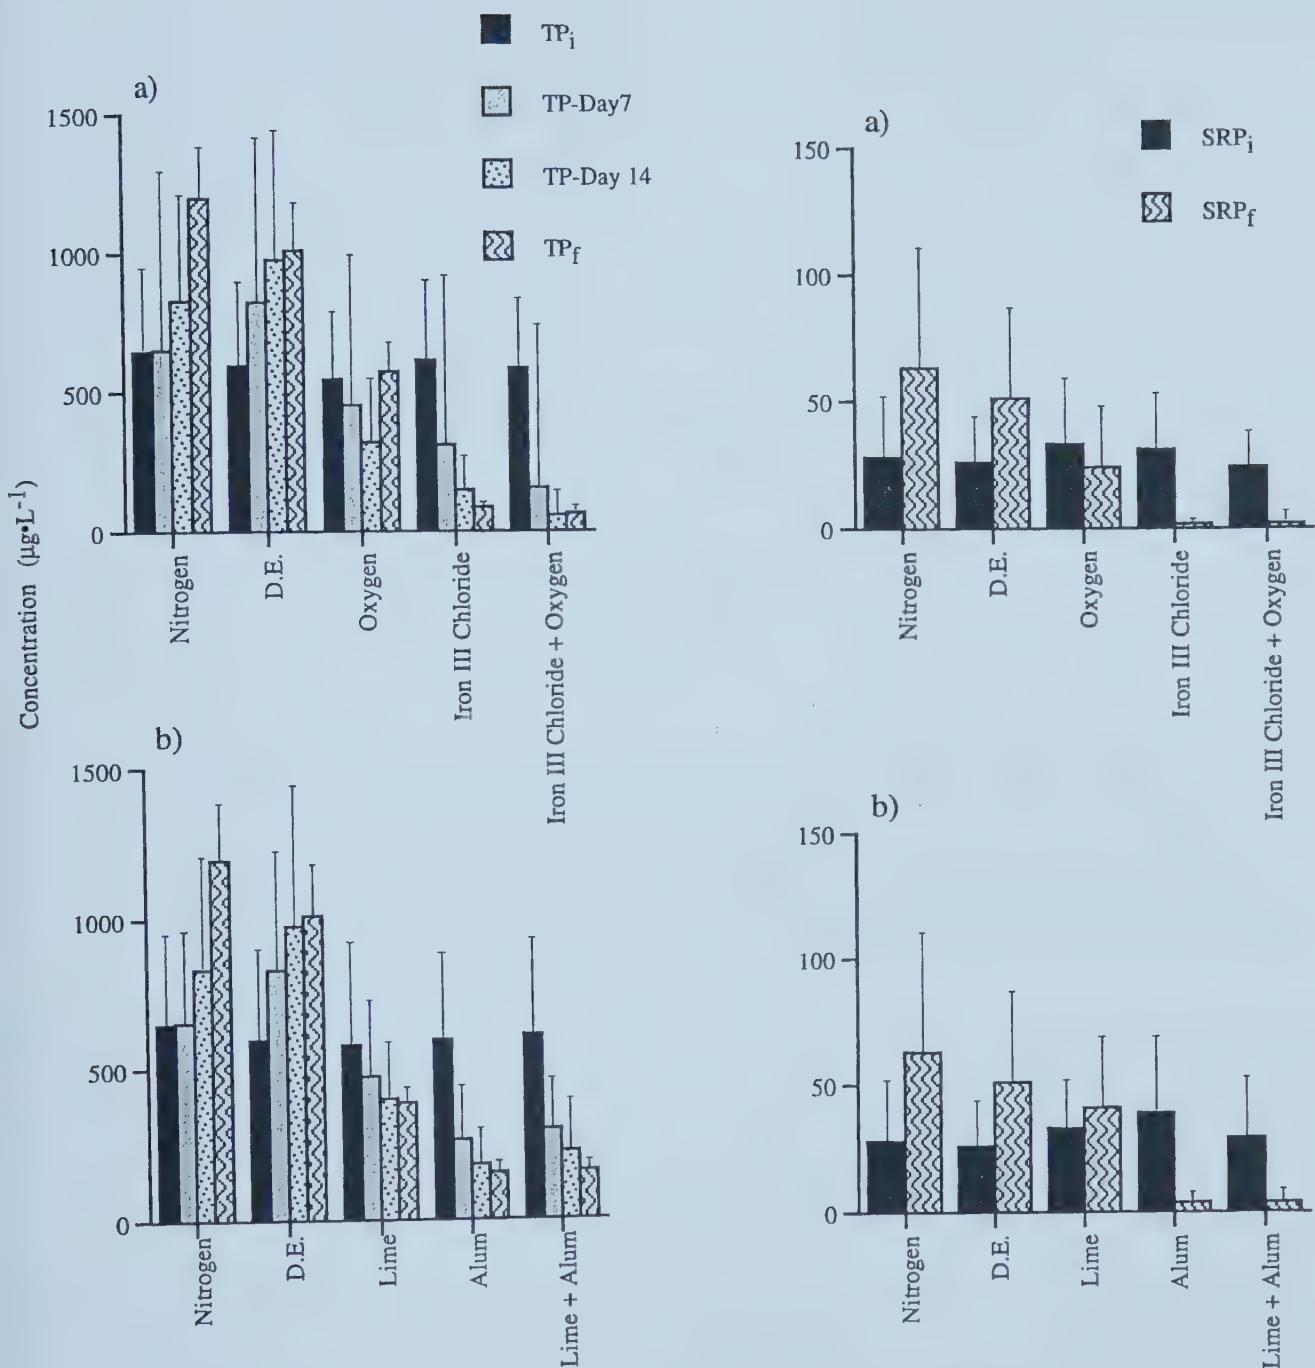 TPi
TP-Day7
TP-Day 14
TPf
a)
1500
1000
500
0
Nitrogen
D.E.
Oxygen
Iron III Chloride
Iron III Chloride + Oxygen
Concentration (µg•L⁻¹)
b)
1500
1000
500
0
Nitrogen
D.E.
Lime
Alum
Lime + Alum
a)
SRPi
SRPf
150
100
50
0
Nitrogen
D.E.
Oxygen
Iron III Chloride
Iron III Chloride + Oxygen
b)
150
100
50
0
Nitrogen
D.E.
Lime
Alum
Lime + Alum